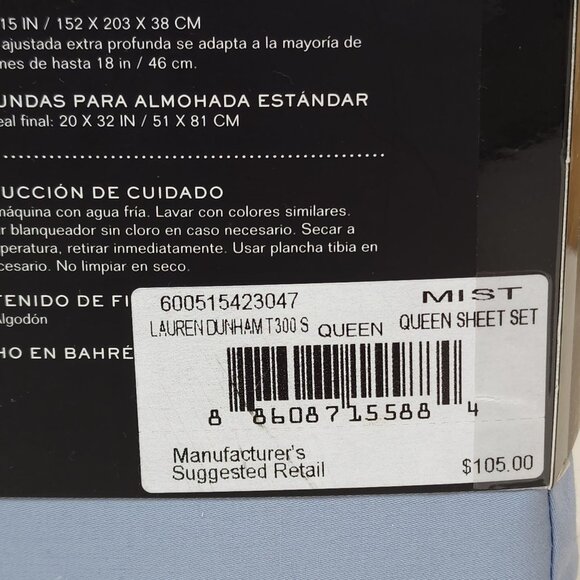 15 IN / 152 X 203 X 38 CM
ajustada extra profunda se adapta a la mayoría de
nes de hasta 18 in / 46 cm.
UNDAS PARA ALMOHADA ESTÁNDAR
eal final: 20 X 32 IN / 51 X 81 CM
UCCIÓN DE CUIDADO
máquina con agua fría. Lavar con colores similares.
r blanqueador sin cloro en caso necesario. Secar a
peratura, retirar inmediatamente. Usar plancha tibia en
cesario. No limpiar en seco.
TENIDO DE FI
Algodón
HO EN BAHRÉ
600515423047 MIST
LAUREN DUNHAM T300 S QUEEN QUEEN SHEET SET
8 86087 15588 4
Manufacturer's
Suggested Retail $105.00